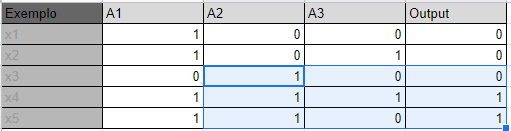 Exemplo A1 A2 A3 Output
x1 1 0 0 0
x2 1 0 1 0
x3 0 1 0 0
x4 1 1 1 1
x5 1 1 0 1